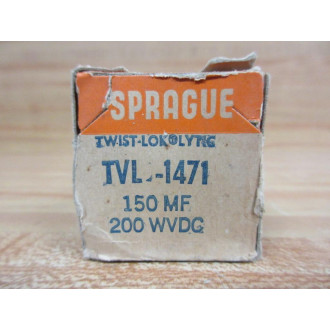 SPRAGUE
TWIST-LOK®LYTIC
TVL.-1471
150 MF
200 WVDC